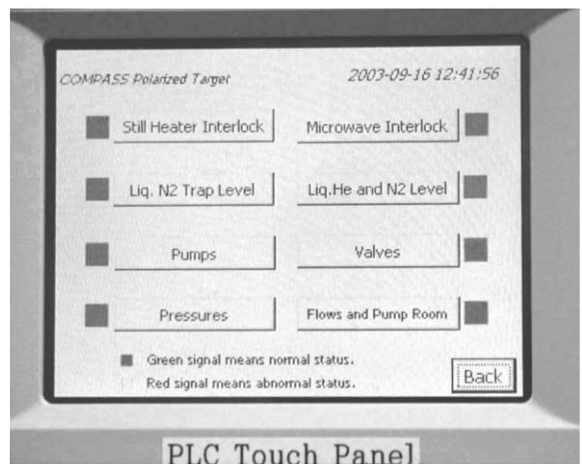 COMPASS Polarized Target 2003-09-16 12:41:56
Still Heater Interlock Microwave Interlock
Liq. N2 Trap Level Liq.He and N2 Level
Pumps Valves
Pressures Flows and Pump Room
Green signal means normal status.
Red signal means abnormal status.
Back
PLC Touch Panel